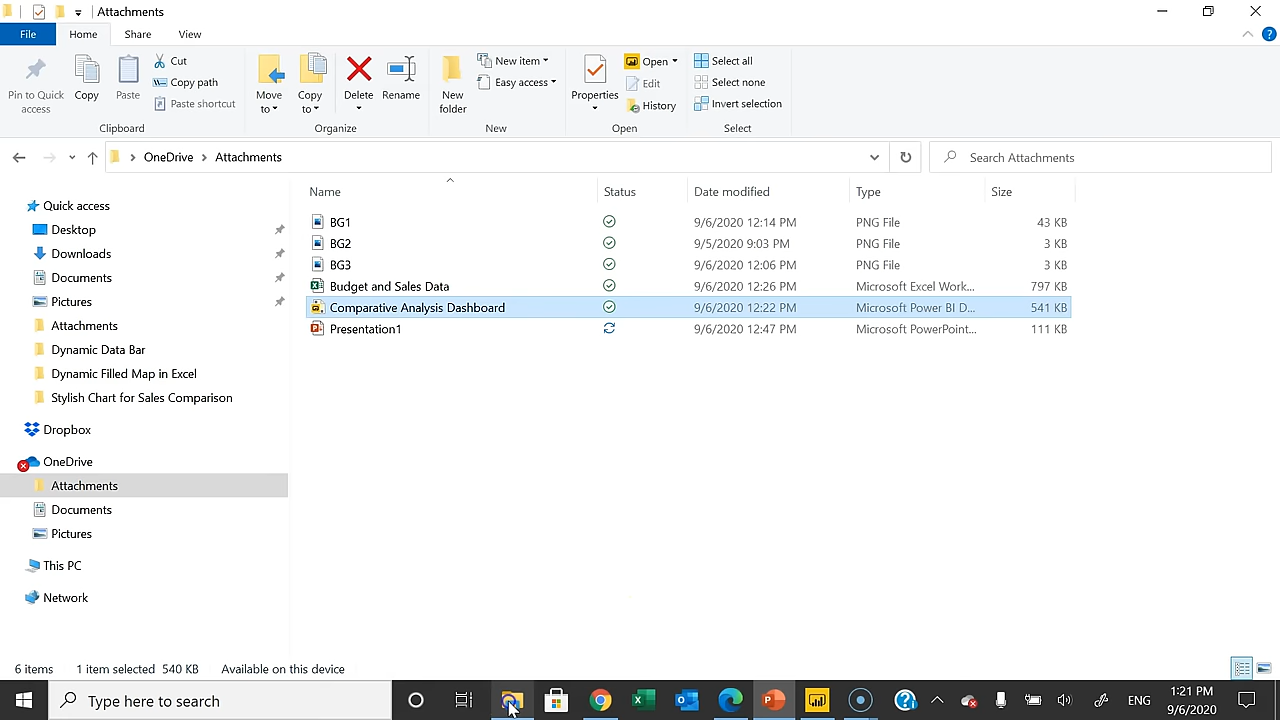 Attachments
File
Home
Share
View
Pin to Quick access
Copy
Paste
Cut
Copy path
Paste shortcut
Clipboard
Move to
Copy to
Delete
Rename
Organize
New folder
New item
Easy access
New
Properties
Open
Edit
History
Open
Select all
Select none
Invert selection
Select
OneDrive > Attachments
Search Attachments
Name Status Date modified Type Size
BG1 9/6/2020 12:14 PM PNG File 43 KB
BG2 9/5/2020 9:03 PM PNG File 3 KB
BG3 9/6/2020 12:06 PM PNG File 3 KB
Budget and Sales Data 9/6/2020 12:26 PM Microsoft Excel Work... 797 KB
Comparative Analysis Dashboard 9/6/2020 12:22 PM Microsoft Power BI D... 541 KB
Presentation1 9/6/2020 12:47 PM Microsoft PowerPoint... 111 KB
Quick access
Desktop
Downloads
Documents
Pictures
Attachments
Dynamic Data Bar
Dynamic Filled Map in Excel
Stylish Chart for Sales Comparison
Dropbox
OneDrive
Attachments
Documents
Pictures
This PC
Network
6 items 1 item selected 540 KB Available on this device
Type here to search
ENG
1:21 PM
9/6/2020